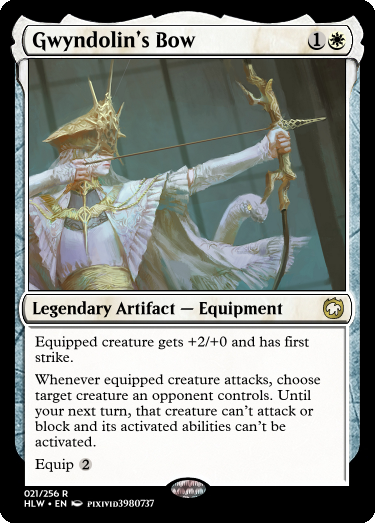 Gwyndolin's Bow 1
Legendary Artifact — Equipment
Equipped creature gets +2/+0 and has first
strike.
Whenever equipped creature attacks, choose
target creature an opponent controls. Until
your next turn, that creature can't attack or
block and its activated abilities can't be
activated.
Equip 2
021/256 R
HLW • EN PIXIVID3980737